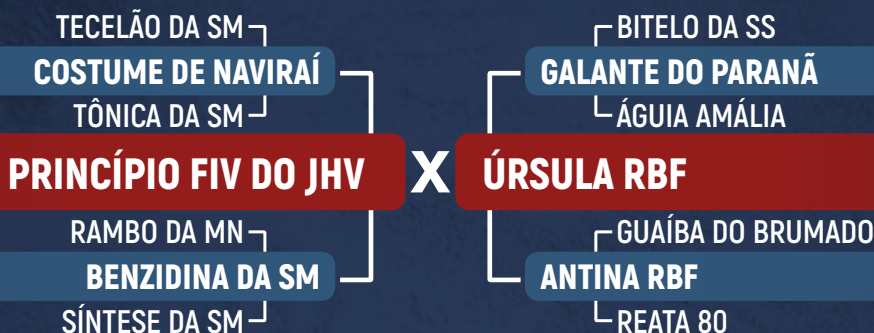 TECELÃO DA SM
COSTUME DE NAVIRAÍ
TÔNICA DA SM
PRINCÍPIO FIV DO JHV
RAMBO DA MN
BENZIDINA DA SM
SÍNTESE DA SM
X
BITELO DA SS
GALANTE DO PARANÃ
ÁGUIA AMÁLIA
ÚRSULA RBF
GUAÍBA DO BRUMADO
ANTINA RBF
REATA 80